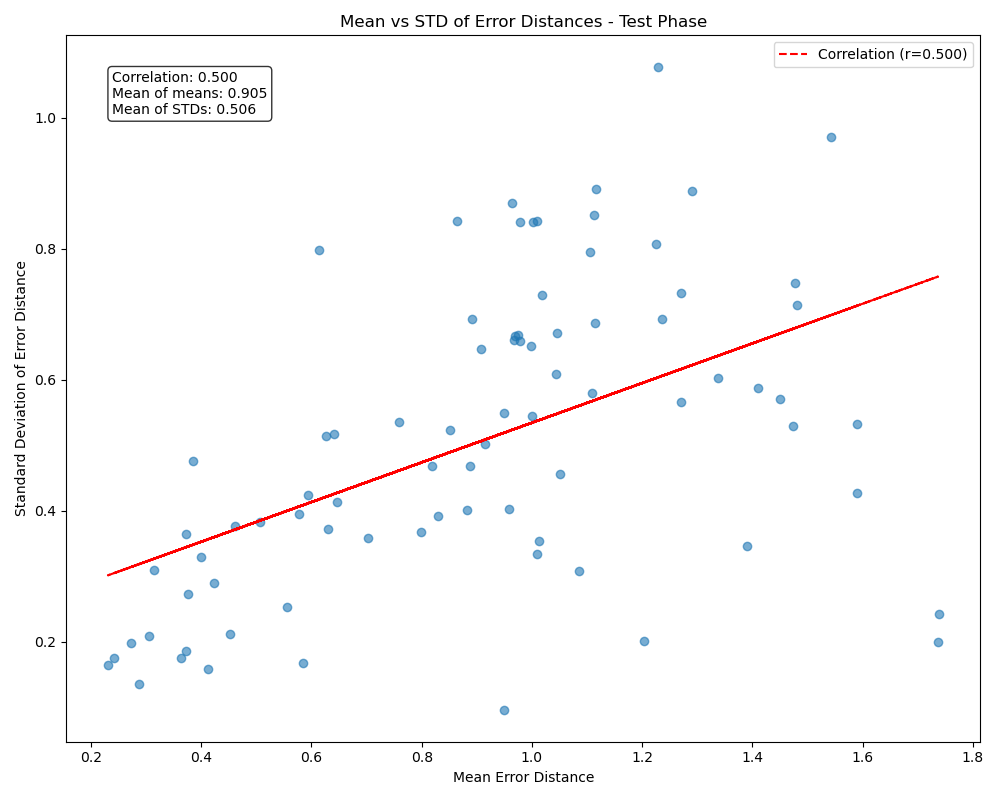 Mean vs STD of Error Distances - Test Phase
Correlation: 0.500
Mean of means: 0.905
Mean of STDs: 0.506
Correlation (r=0.500)
Standard Deviation of Error Distance
1.0
0.8
0.6
0.4
0.2
0.2 0.4 0.6 0.8 1.0 1.2 1.4 1.6 1.8
Mean Error Distance